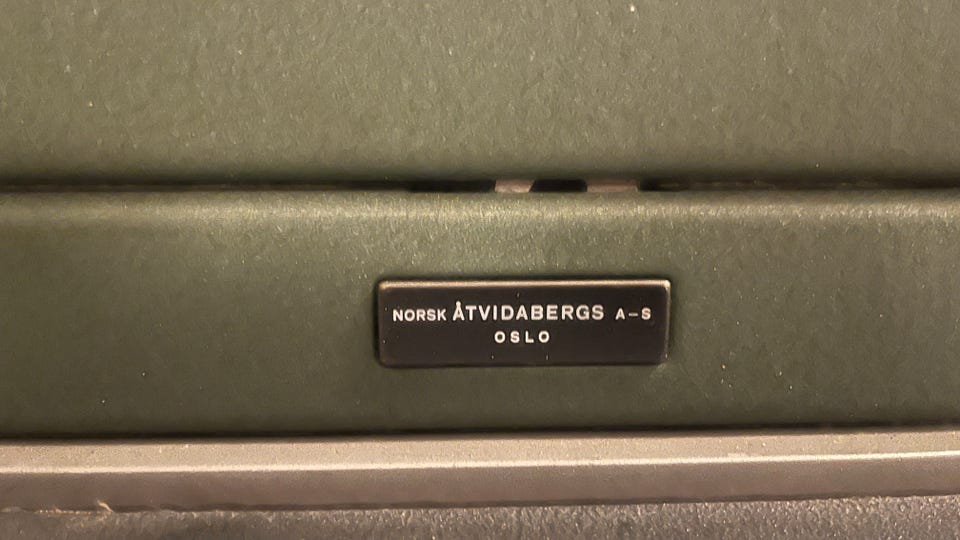 NORSK ÅTVIDABERGS A-S
OSLO